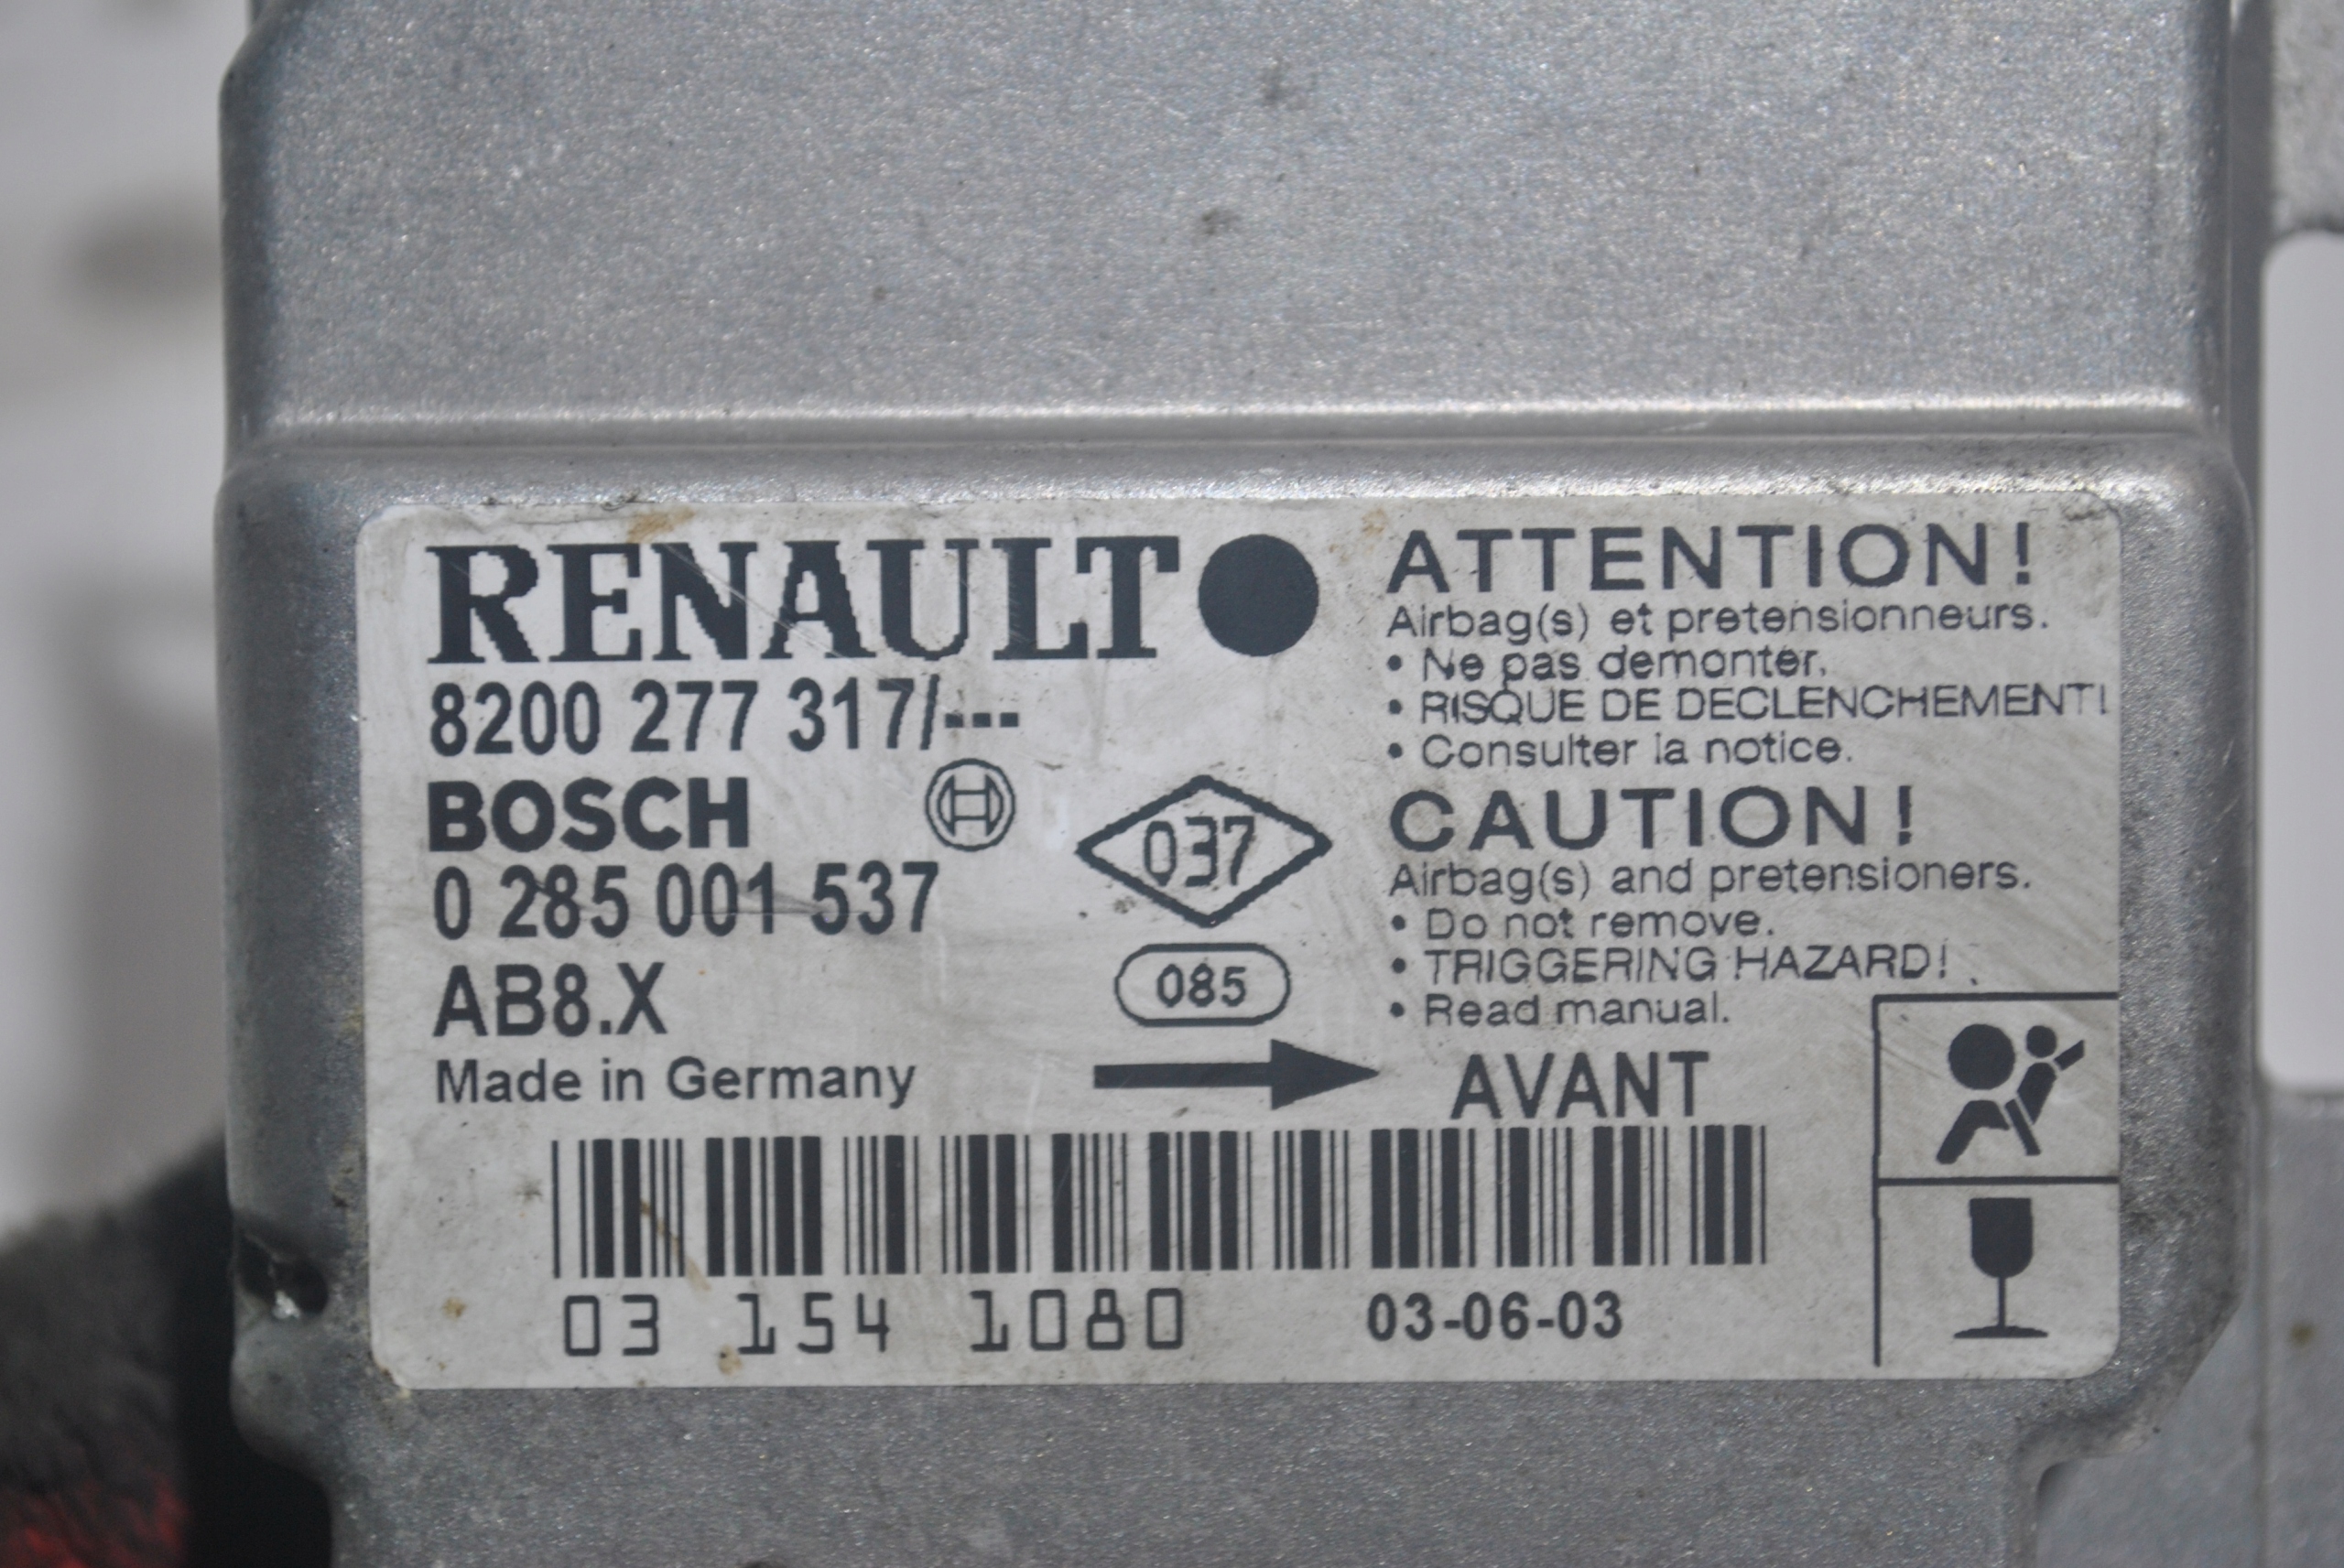 RENAULT
8200 277 317/---
BOSCH
0 285 001 537
AB8.X
Made in Germany
037
085
ATTENTION!
Airbag(s) et pretensionneurs.
• Ne pas demonter.
• RISQUE DE DECLENCHEMENT!
• Consulter la notice.
CAUTION!
Airbag(s) and pretensioners.
• Do not remove.
• TRIGGERING HAZARD!
• Read manual.
AVANT
03 154 1080
03-06-03